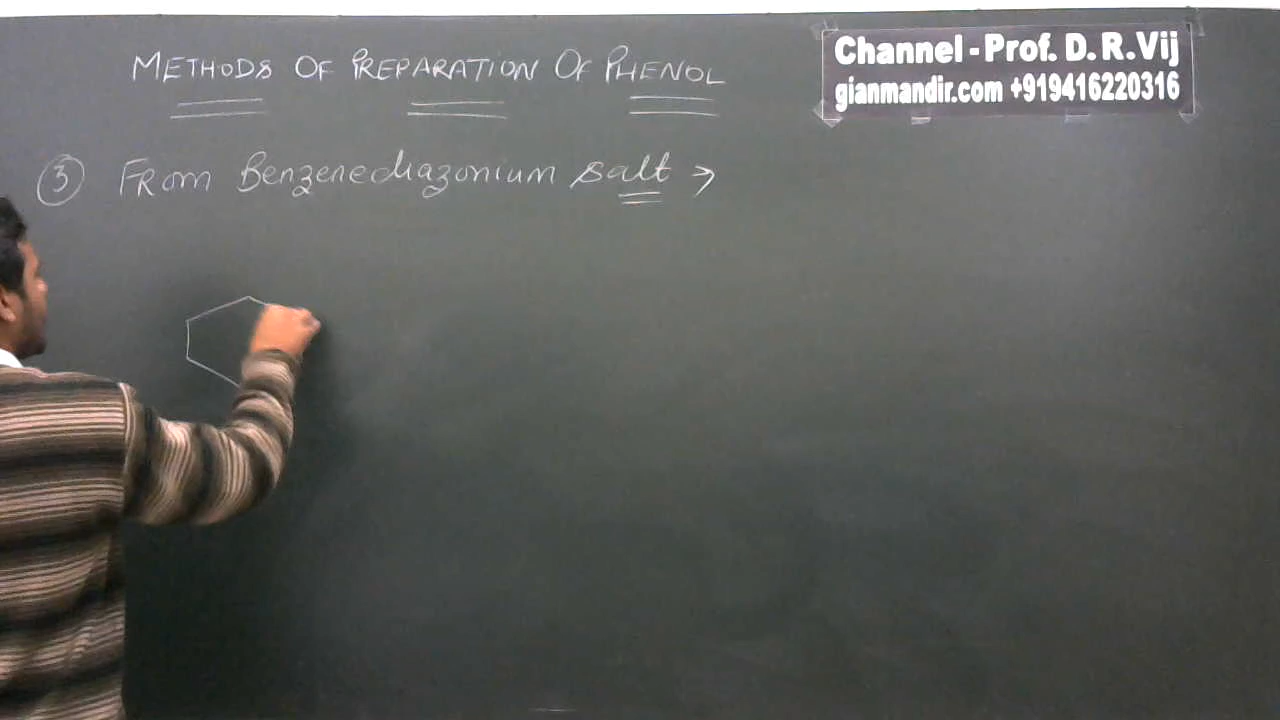 METHODS OF PREPARATION OF PHENOL
Channel - Prof. D. R. Vij
gianmandir.com +919416220316
3 From Benzenediazonium salt →